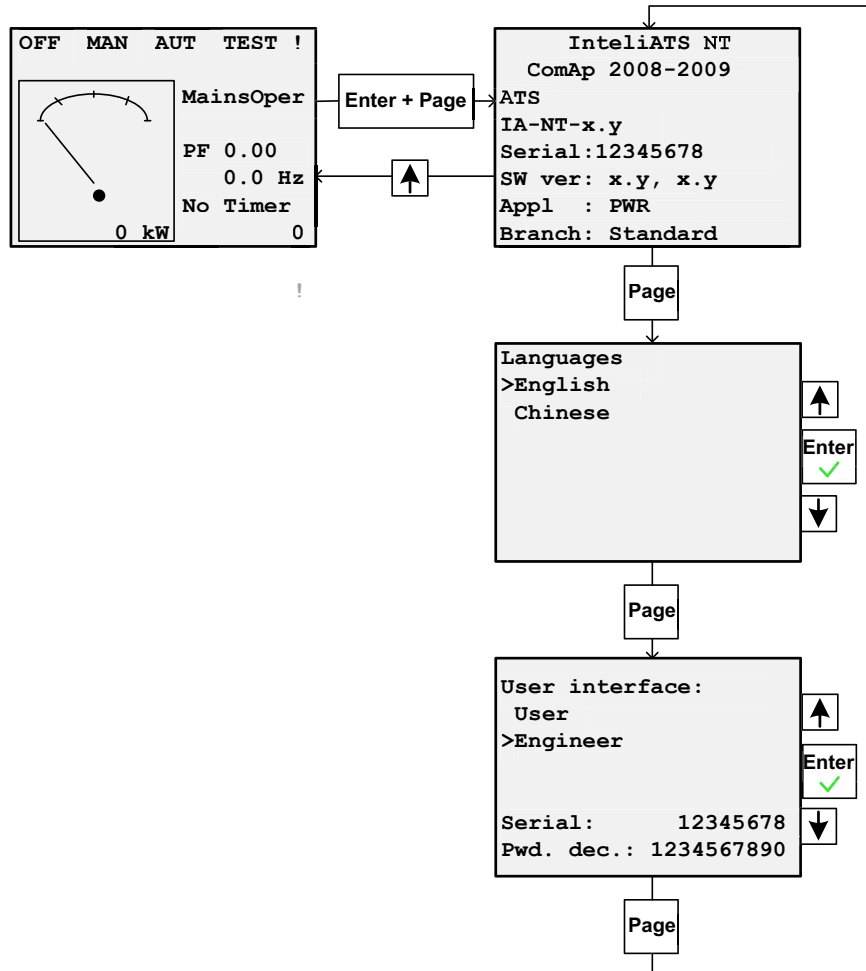 OFF MAN AUT TEST !
MainsOper
PF 0.00
0.0 Hz
No Timer
0 kW 0
!
Enter + Page
InteliATS NT
ComAp 2008-2009
ATS
IA-NT-x.y
Serial:12345678
SW ver: x.y, x.y
Appl : PWR
Branch: Standard
Page
Languages
>English
Chinese
Enter
Page
User interface:
User
>Engineer
Serial: 12345678
Pwd. dec.: 1234567890
Enter
Page